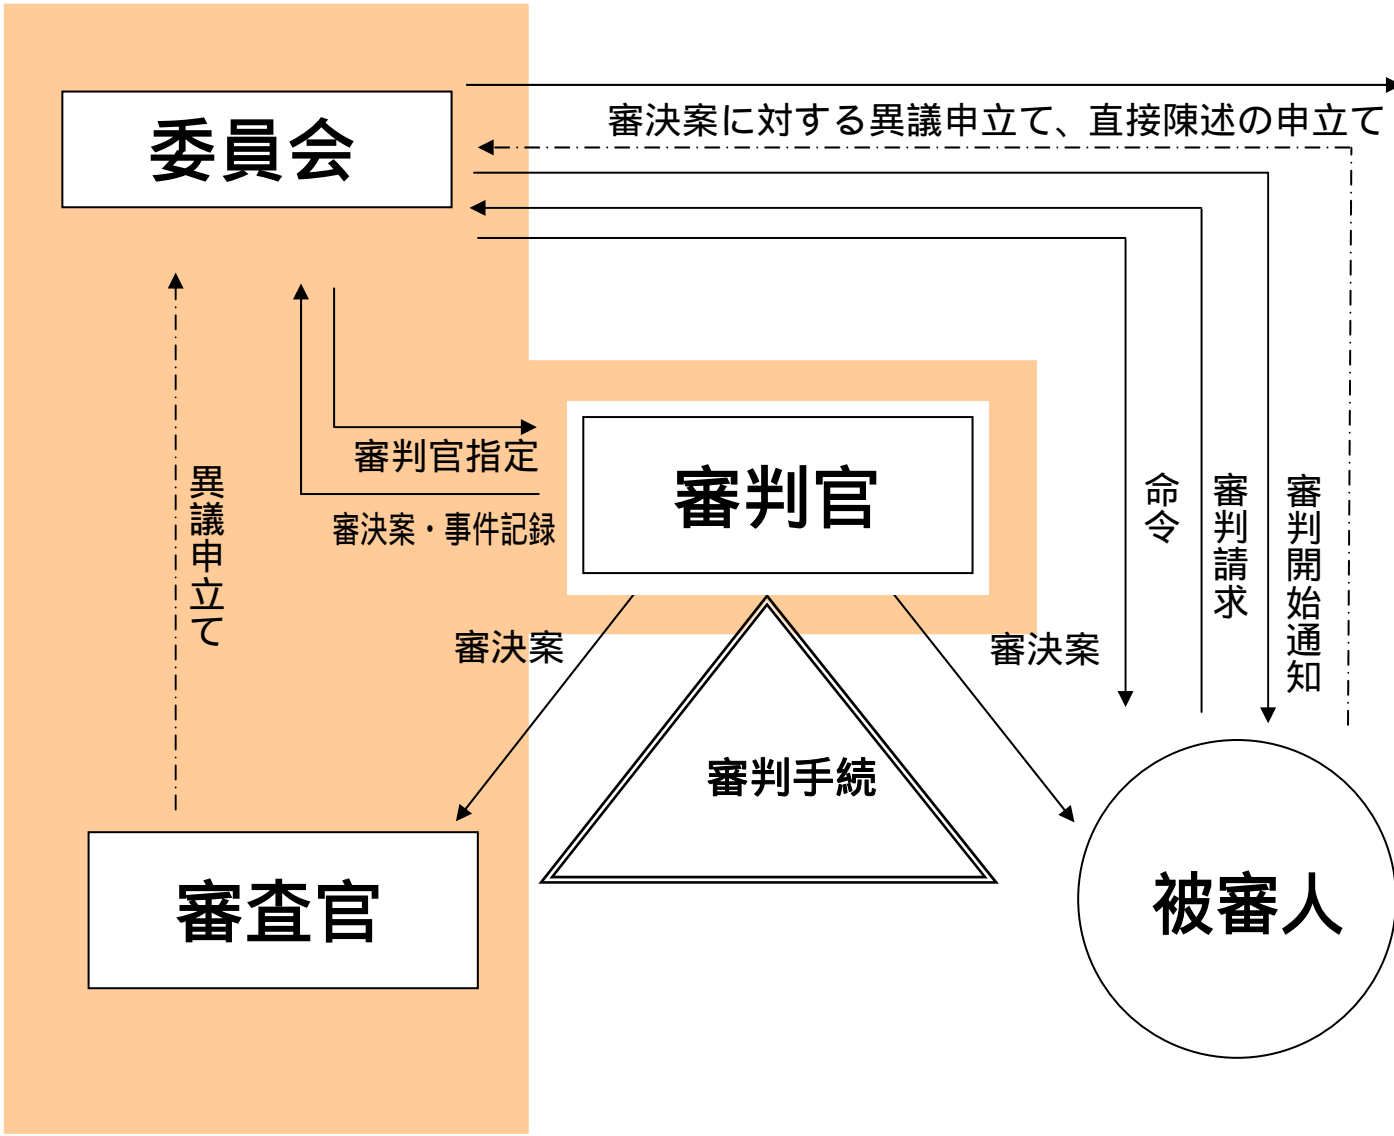 委員会
審決案に対する異議申立て、直接陳述の申立て
審判官指定
審決案・事件記録
審判官
異議申立て
命令
審判請求
審判開始通知
審決案
審決案
審判手続
審査官
被審人